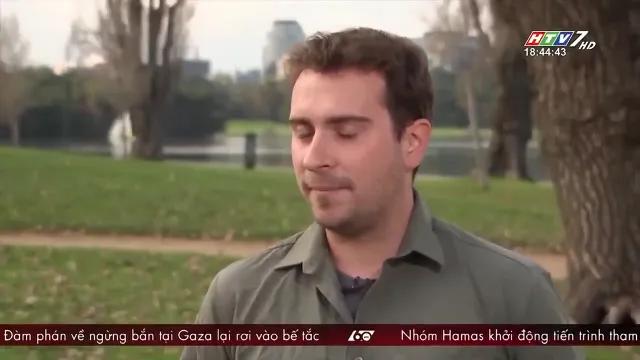 HTV7 HD
18:44:43
Đàm phán về ngừng bắn tại Gaza lại rơi vào bế tắc 60 Nhóm Hamas khởi động tiến trình tham